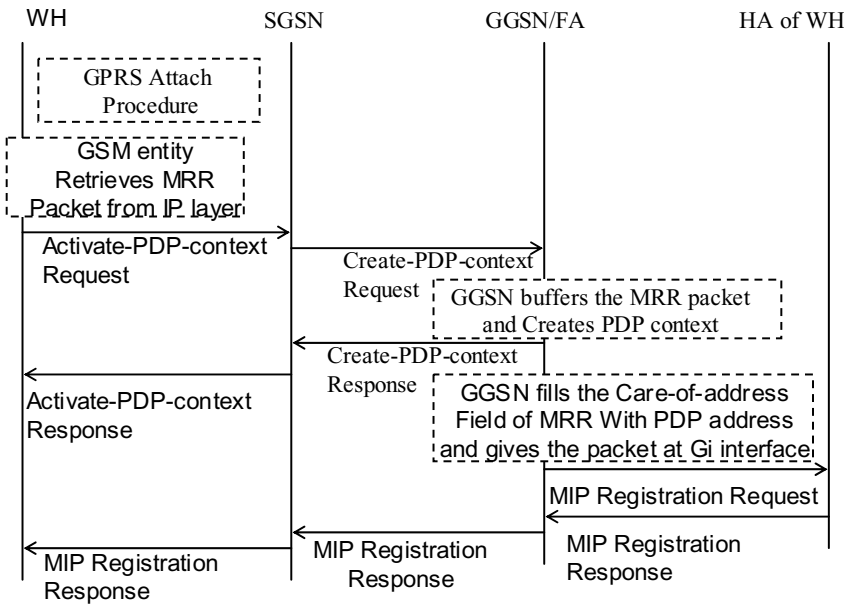 WH
SGSN
GGSN/FA
HA of WH
GPRS Attach
Procedure
GSM entity
Retrieves MRR
Packet from IP layer
Activate-PDP-context
Request
Create-PDP-context
Request
GGSN buffers the MRR packet
and Creates PDP context
Create-PDP-context
Response
Activate-PDP-context
Response
GGSN fills the Care-of-address
Field of MRR With PDP address
and gives the packet at Gi interface
MIP Registration Request
MIP Registration
Response
MIP Registration
Response
MIP Registration
Response